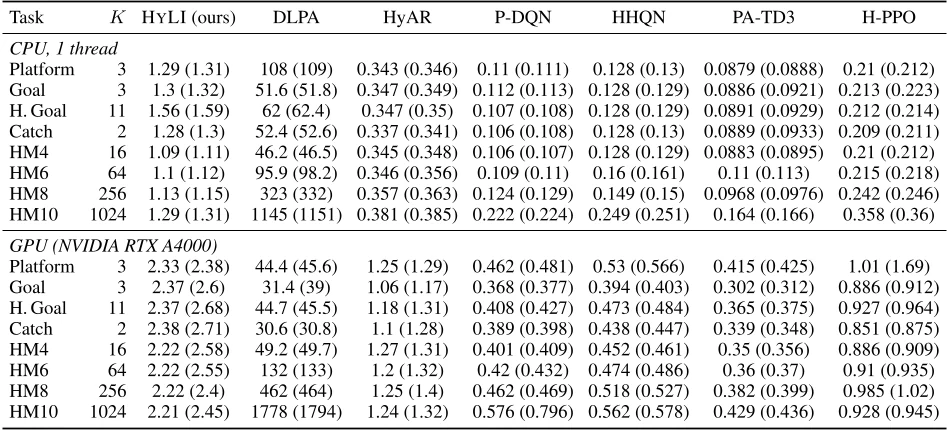 Task K HYLI (ours) DLPA HyAR P-DQN HHQN PA-TD3 H-PPO
CPU, 1 thread
Platform 3 1.29 (1.31) 108 (109) 0.343 (0.346) 0.11 (0.111) 0.128 (0.13) 0.0879 (0.0888) 0.21 (0.212)
Goal 3 1.3 (1.32) 51.6 (51.8) 0.347 (0.349) 0.112 (0.113) 0.128 (0.129) 0.0886 (0.0921) 0.213 (0.223)
H. Goal 11 1.56 (1.59) 62 (62.4) 0.347 (0.35) 0.107 (0.108) 0.128 (0.129) 0.0891 (0.0929) 0.212 (0.214)
Catch 2 1.28 (1.3) 52.4 (52.6) 0.337 (0.341) 0.106 (0.108) 0.128 (0.13) 0.0889 (0.0933) 0.209 (0.211)
HM4 16 1.09 (1.11) 46.2 (46.5) 0.345 (0.348) 0.106 (0.107) 0.128 (0.129) 0.0883 (0.0895) 0.21 (0.212)
HM6 64 1.1 (1.12) 95.9 (98.2) 0.346 (0.356) 0.109 (0.11) 0.16 (0.161) 0.11 (0.113) 0.215 (0.218)
HM8 256 1.13 (1.15) 323 (332) 0.357 (0.363) 0.124 (0.129) 0.149 (0.15) 0.0968 (0.0976) 0.242 (0.246)
HM10 1024 1.29 (1.31) 1145 (1151) 0.381 (0.385) 0.222 (0.224) 0.249 (0.251) 0.164 (0.166) 0.358 (0.36)
GPU (NVIDIA RTX A4000)
Platform 3 2.33 (2.38) 44.4 (45.6) 1.25 (1.29) 0.462 (0.481) 0.53 (0.566) 0.415 (0.425) 1.01 (1.69)
Goal 3 2.37 (2.6) 31.4 (39) 1.06 (1.17) 0.368 (0.377) 0.394 (0.403) 0.302 (0.312) 0.886 (0.912)
H. Goal 11 2.37 (2.68) 44.7 (45.5) 1.18 (1.31) 0.408 (0.427) 0.473 (0.484) 0.365 (0.375) 0.927 (0.964)
Catch 2 2.38 (2.71) 30.6 (30.8) 1.1 (1.28) 0.389 (0.398) 0.438 (0.447) 0.339 (0.348) 0.851 (0.875)
HM4 16 2.22 (2.58) 49.2 (49.7) 1.27 (1.31) 0.401 (0.409) 0.452 (0.461) 0.35 (0.356) 0.886 (0.909)
HM6 64 2.22 (2.55) 132 (133) 1.2 (1.32) 0.42 (0.432) 0.474 (0.486) 0.36 (0.37) 0.91 (0.935)
HM8 256 2.22 (2.4) 462 (464) 1.25 (1.4) 0.462 (0.469) 0.518 (0.527) 0.382 (0.399) 0.985 (1.02)
HM10 1024 2.21 (2.45) 1778 (1794) 1.24 (1.32) 0.576 (0.796) 0.562 (0.578) 0.429 (0.436) 0.928 (0.945)